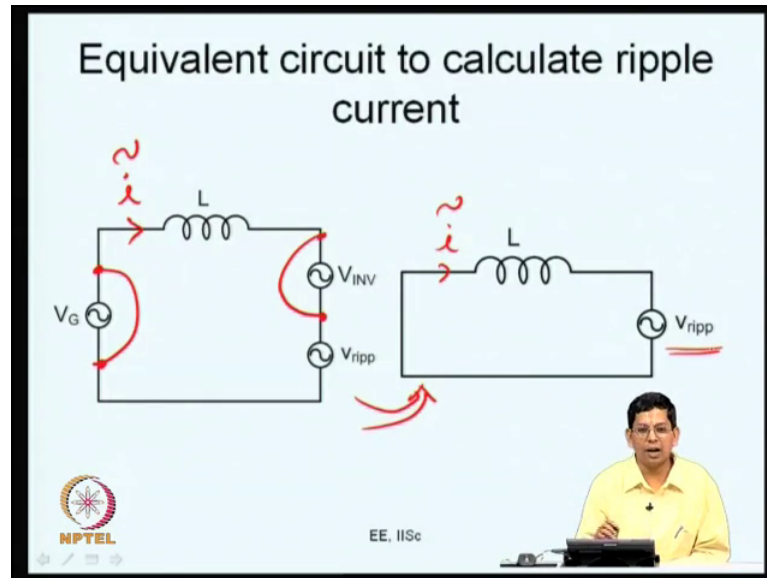 Equivalent circuit to calculate ripple
current
ĩ
L
V_G
V_INV
V_ripp
ĩ
L
V_ripp
NPTEL
EE, IISc